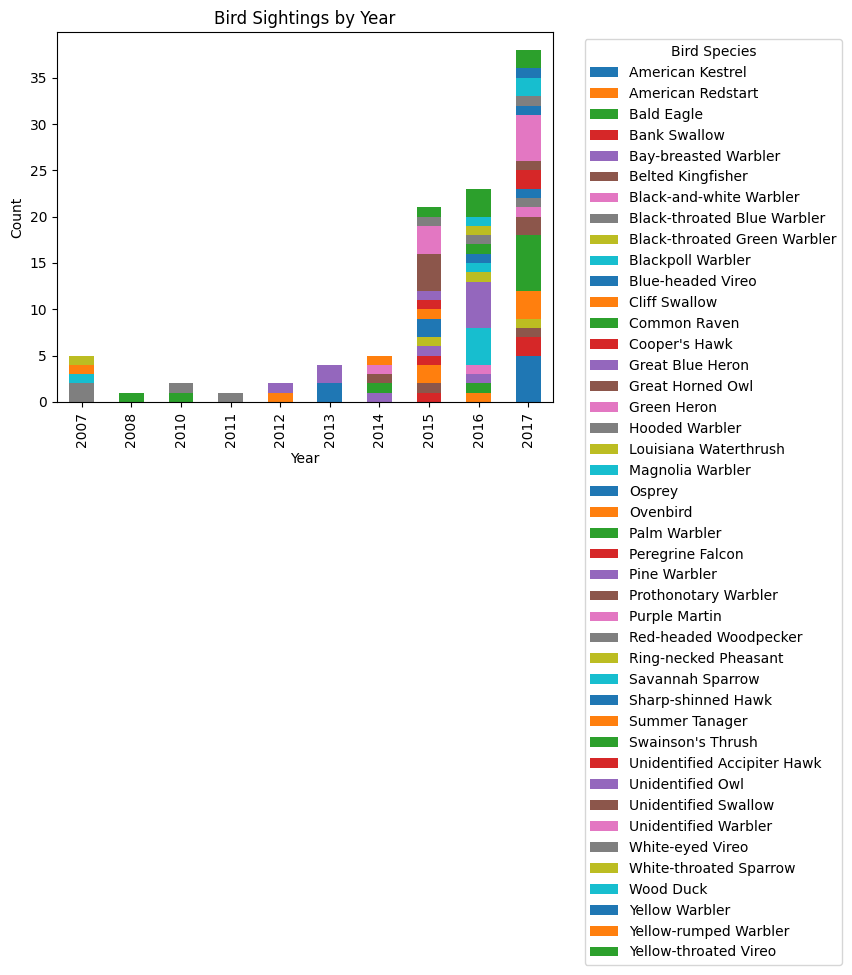 Bird Sightings by Year
Count
35
30
25
20
15
10
5
0
2007
2008
2010
2011
2012
2013
2014
2015
2016
2017
Year
Bird Species
American Kestrel
American Redstart
Bald Eagle
Bank Swallow
Bay-breasted Warbler
Belted Kingfisher
Black-and-white Warbler
Black-throated Blue Warbler
Black-throated Green Warbler
Blackpoll Warbler
Blue-headed Vireo
Cliff Swallow
Common Raven
Cooper's Hawk
Great Blue Heron
Great Horned Owl
Green Heron
Hooded Warbler
Louisiana Waterthrush
Magnolia Warbler
Osprey
Ovenbird
Palm Warbler
Peregrine Falcon
Pine Warbler
Prothonotary Warbler
Purple Martin
Red-headed Woodpecker
Ring-necked Pheasant
Savannah Sparrow
Sharp-shinned Hawk
Summer Tanager
Swainson's Thrush
Unidentified Accipiter Hawk
Unidentified Owl
Unidentified Swallow
Unidentified Warbler
White-eyed Vireo
White-throated Sparrow
Wood Duck
Yellow Warbler
Yellow-rumped Warbler
Yellow-throated Vireo